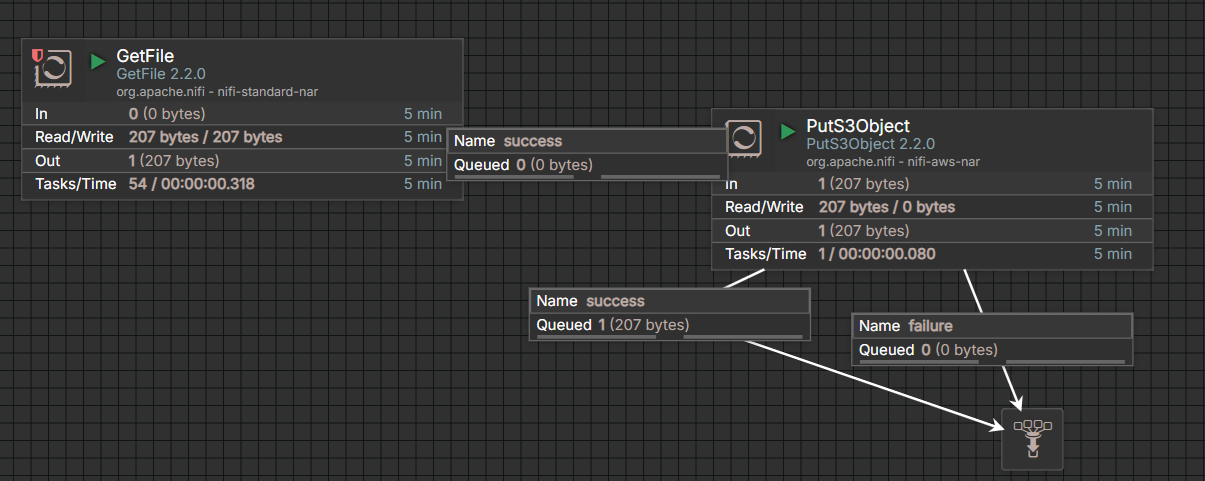 GetFile
GetFile 2.2.0
org.apache.nifi - nifi-standard-nar
In 0 (0 bytes) 5 min
Read/Write 207 bytes / 207 bytes 5 min
Out 1 (207 bytes) 5 min
Tasks/Time 54 / 00:00:00.318 5 min
Name success
Queued 0 (0 bytes)
PutS3Object
PutS3Object 2.2.0
org.apache.nifi - nifi-aws-nar
In 1 (207 bytes) 5 min
Read/Write 207 bytes / 0 bytes 5 min
Out 1 (207 bytes) 5 min
Tasks/Time 1 / 00:00:00.080 5 min
Name success
Queued 1 (207 bytes)
Name failure
Queued 0 (0 bytes)